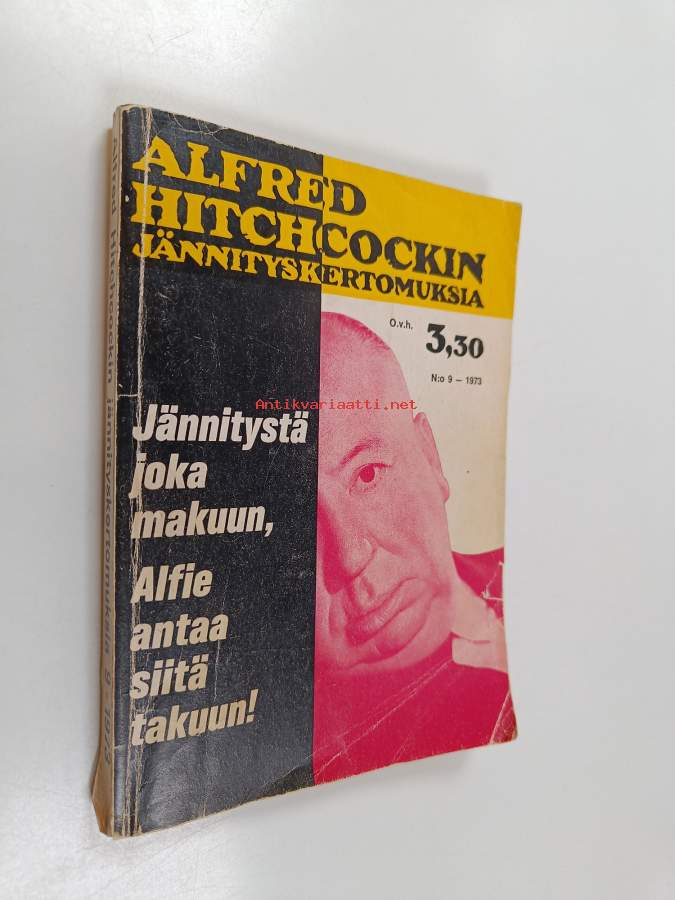 ALFRED
HITCHCOCKIN
JÄNNITYSKERTOMUKSIA
O.v.h. 3,30
N:o 9 – 1973
Antikvariaatti.net
Jännitystä
joka
makuun,
Alfie
antaa
siitä
takuun!
Alfred Hitchcockin jännityskertomuksia 9 - 1973